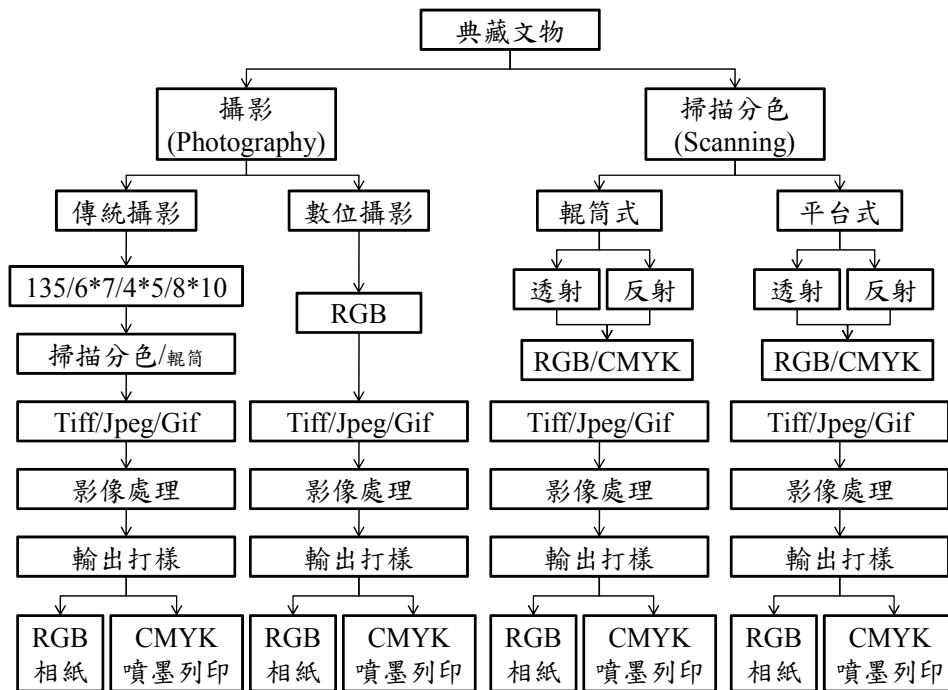 典藏文物
攝影
(Photography)
掃描分色
(Scanning)
傳統攝影
數位攝影
輥筒式
平台式
135/6*7/4*5/8*10
RGB
透射
反射
透射
反射
掃描分色/輥筒
RGB/CMYK
RGB/CMYK
Tiff/Jpeg/Gif
Tiff/Jpeg/Gif
Tiff/Jpeg/Gif
Tiff/Jpeg/Gif
影像處理
影像處理
影像處理
影像處理
輸出打樣
輸出打樣
輸出打樣
輸出打樣
RGB
相紙
CMYK
噴墨列印
RGB
相紙
CMYK
噴墨列印
RGB
相紙
CMYK
噴墨列印
RGB
相紙
CMYK
噴墨列印